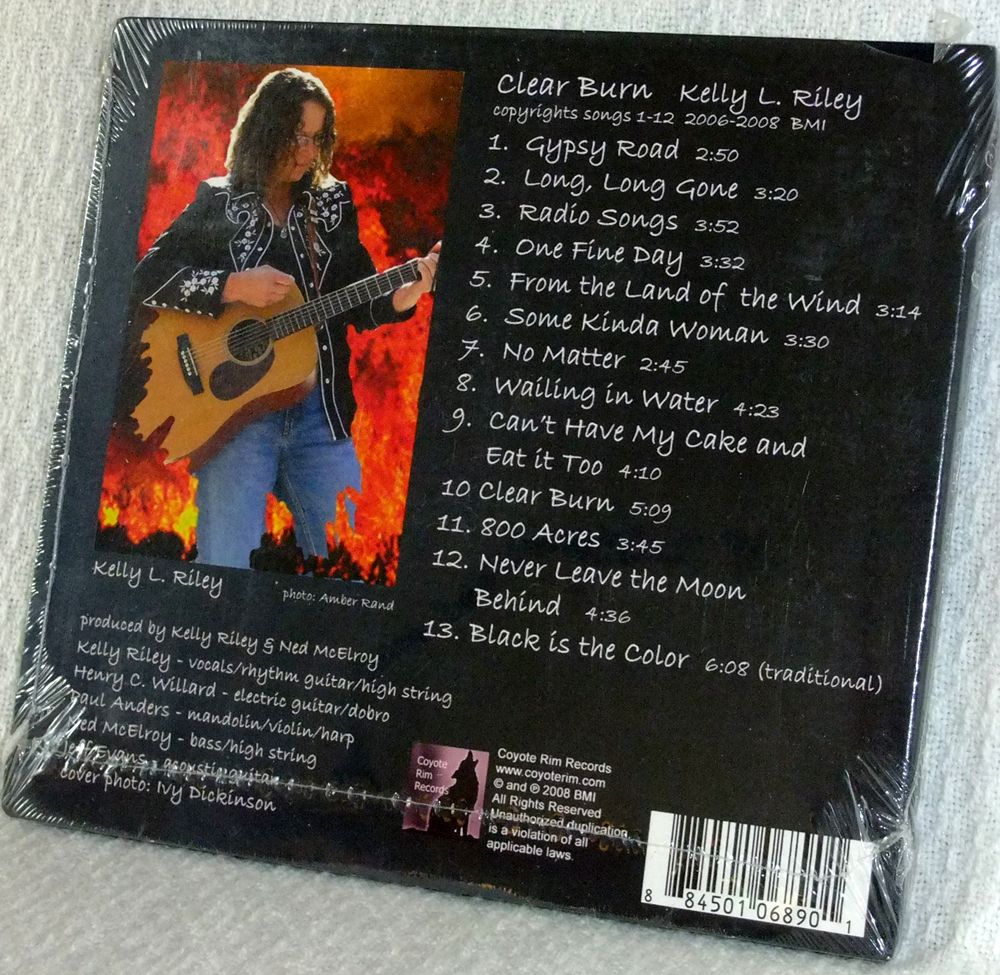 Clear Burn Kelly L. Riley
copyrights songs 1-12 2006-2008 BMI
1. Gypsy Road 2:50
2. Long, Long Gone 3:20
3. Radio Songs 3:52
4. One Fine Day 3:32
5. From the Land of the Wind 3:14
6. Some Kinda Woman 3:30
7. No Matter 2:45
8. Wailing in Water 4:23
9. Can't Have My Cake and
Eat it Too 4:10
10 Clear Burn 5:09
11. 800 Acres 3:45
12. Never Leave the Moon
Behind 4:36
13. Black is the Color 6:08 (traditional)
Kelly L. Riley
photo: Amber Rand
produced by Kelly Riley & Ned McElroy
Kelly Riley - vocals/rhythm guitar/high string
Henry C. Willard - electric guitar/dobro
Paul Anders - mandolin/violin/harp
Ned McElroy - bass/high string
Jeff Evans - acoustic guitar
cover photo: Ivy Dickinson
Coyote
Rim
Records
Coyote Rim Records
www.coyoterim.com
© and ℗ 2008 BMI
All Rights Reserved
Unauthorized duplication
is a violation of all
applicable laws.
8 84501 06890 1